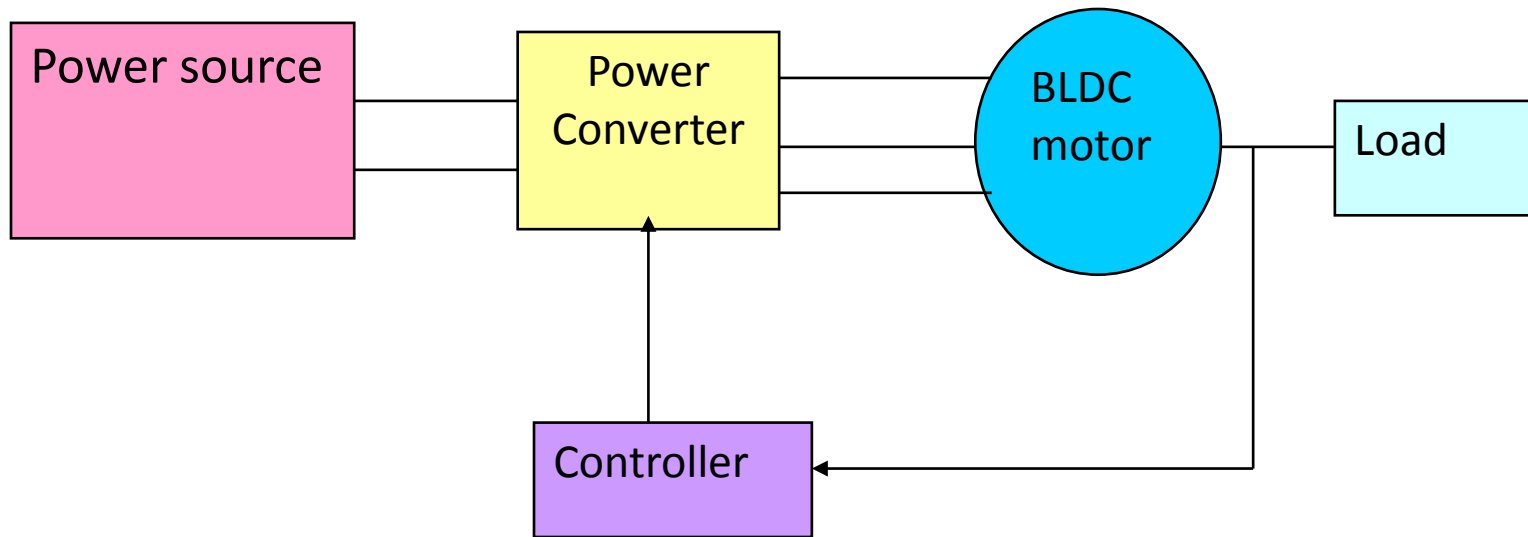 Power source
Power
Converter
BLDC
motor
Load
Controller